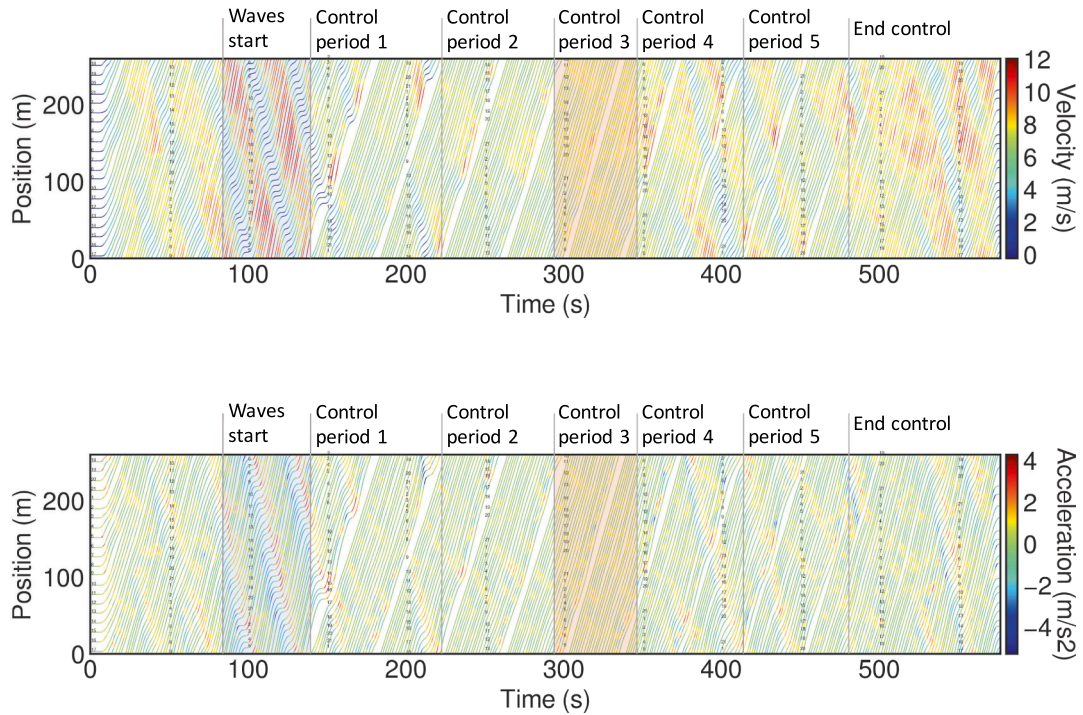 Waves
start
Control
period 1
Control
period 2
Control
period 3
Control
period 4
Control
period 5
End control
200
100
0
Position (m)
0
100
200
300
400
500
Time (s)
12
10
8
6
4
2
0
Velocity (m/s)
Waves
start
Control
period 1
Control
period 2
Control
period 3
Control
period 4
Control
period 5
End control
200
100
0
Position (m)
0
100
200
300
400
500
Time (s)
4
2
0
−2
−4
Acceleration (m/s2)